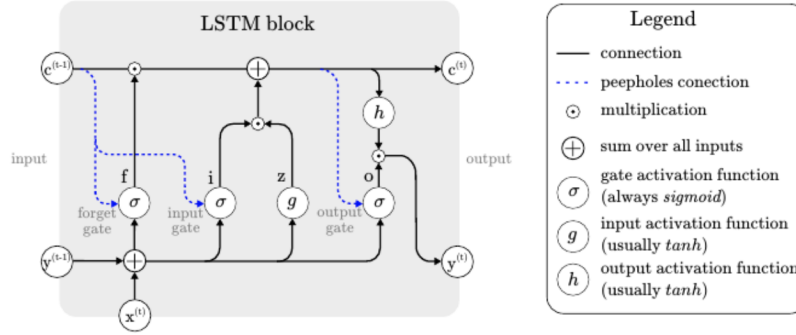 LSTM block
c(t-1)
c(t)
h
input
output
f
i
z
o
σ
σ
g
σ
forget
gate
input
gate
output
gate
y(t-1)
y(t)
x(t)
Legend
connection
peepholes conection
multiplication
sum over all inputs
σ
gate activation function
(always sigmoid)
g
input activation function
(usually tanh)
h
output activation function
(usually tanh)